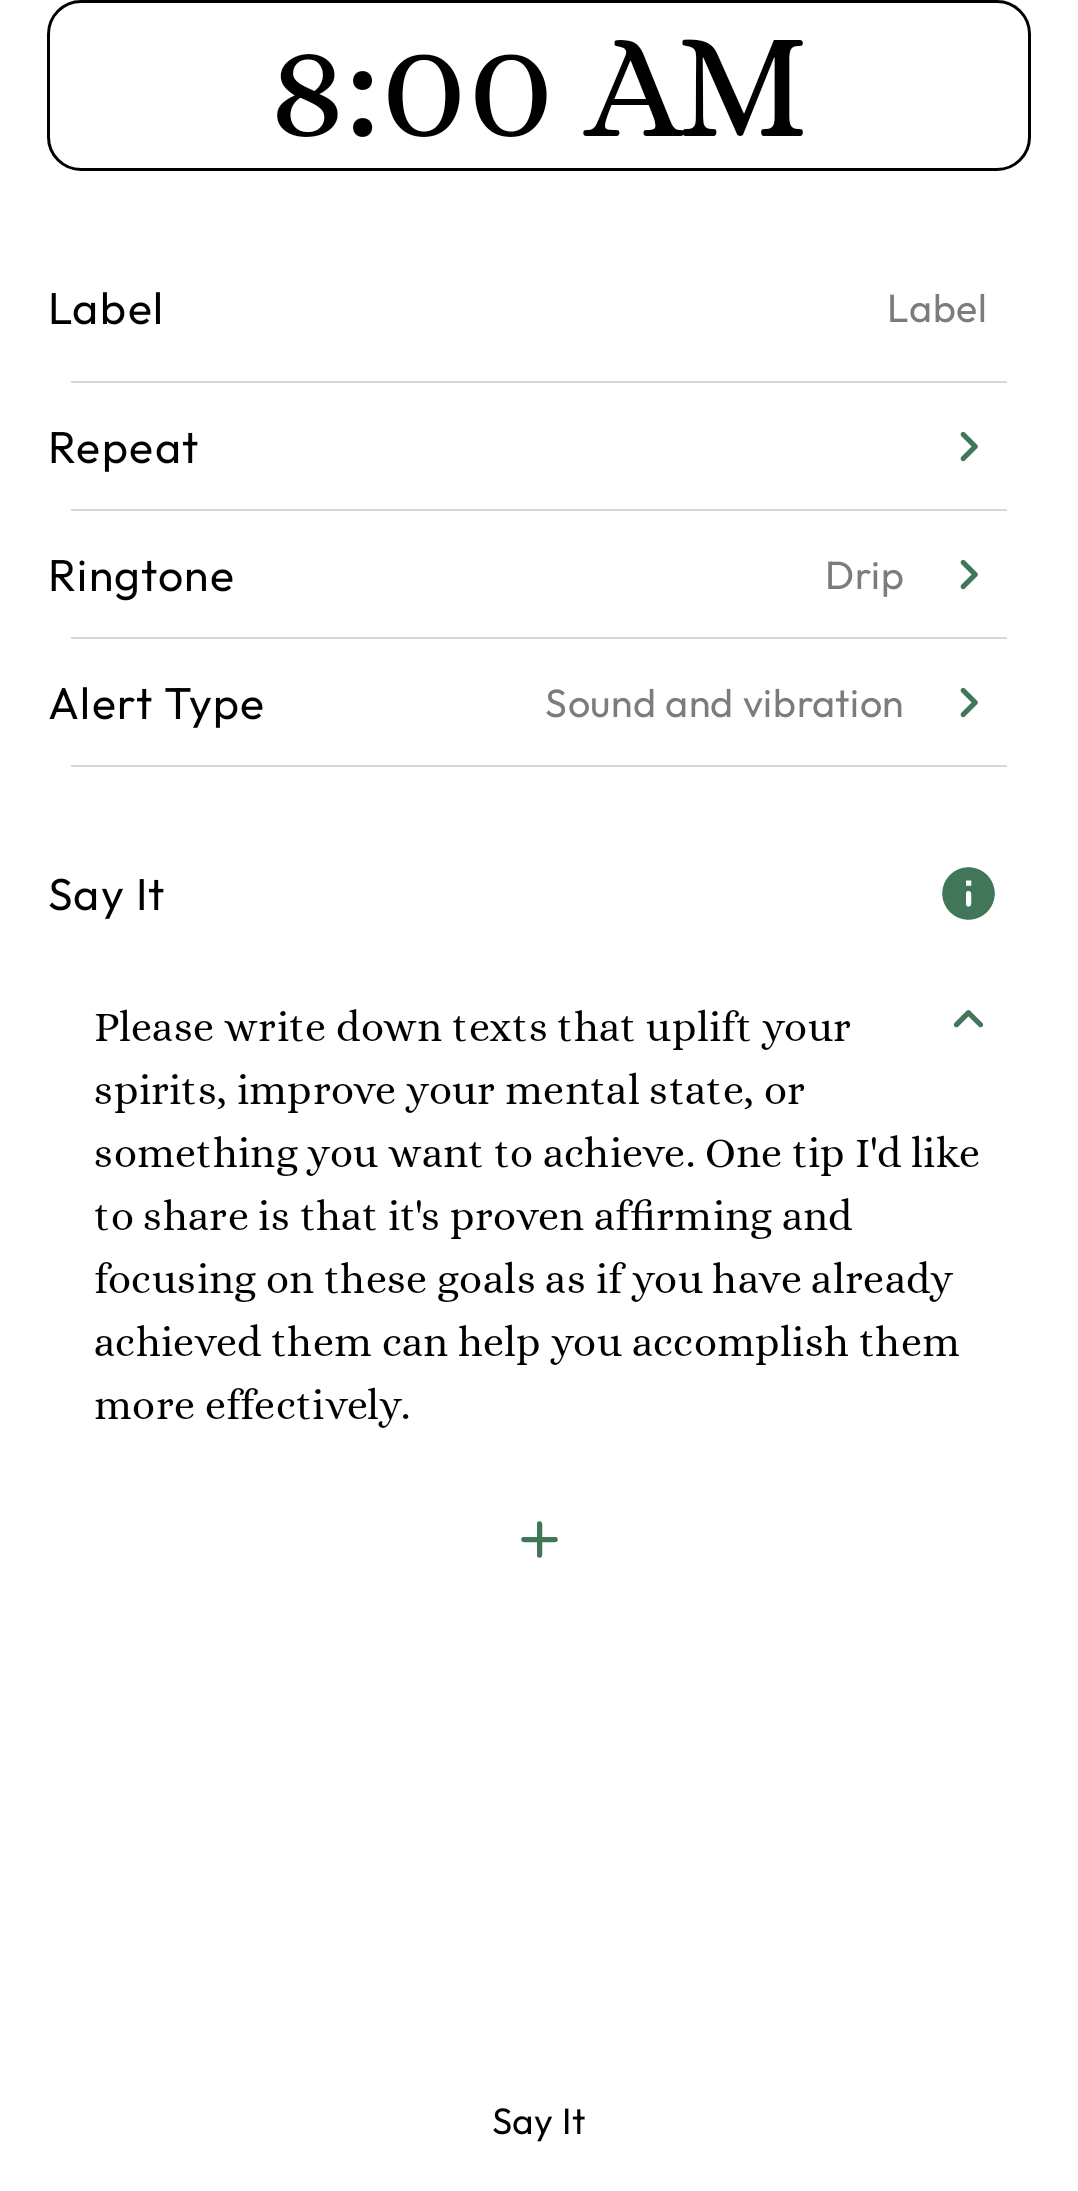 8:00 AM
Label Label
Repeat
Ringtone Drip
Alert Type Sound and vibration
Say It
Please write down texts that uplift your
spirits, improve your mental state, or
something you want to achieve. One tip I'd like
to share is that it's proven affirming and
focusing on these goals as if you have already
achieved them can help you accomplish them
more effectively.
Say It